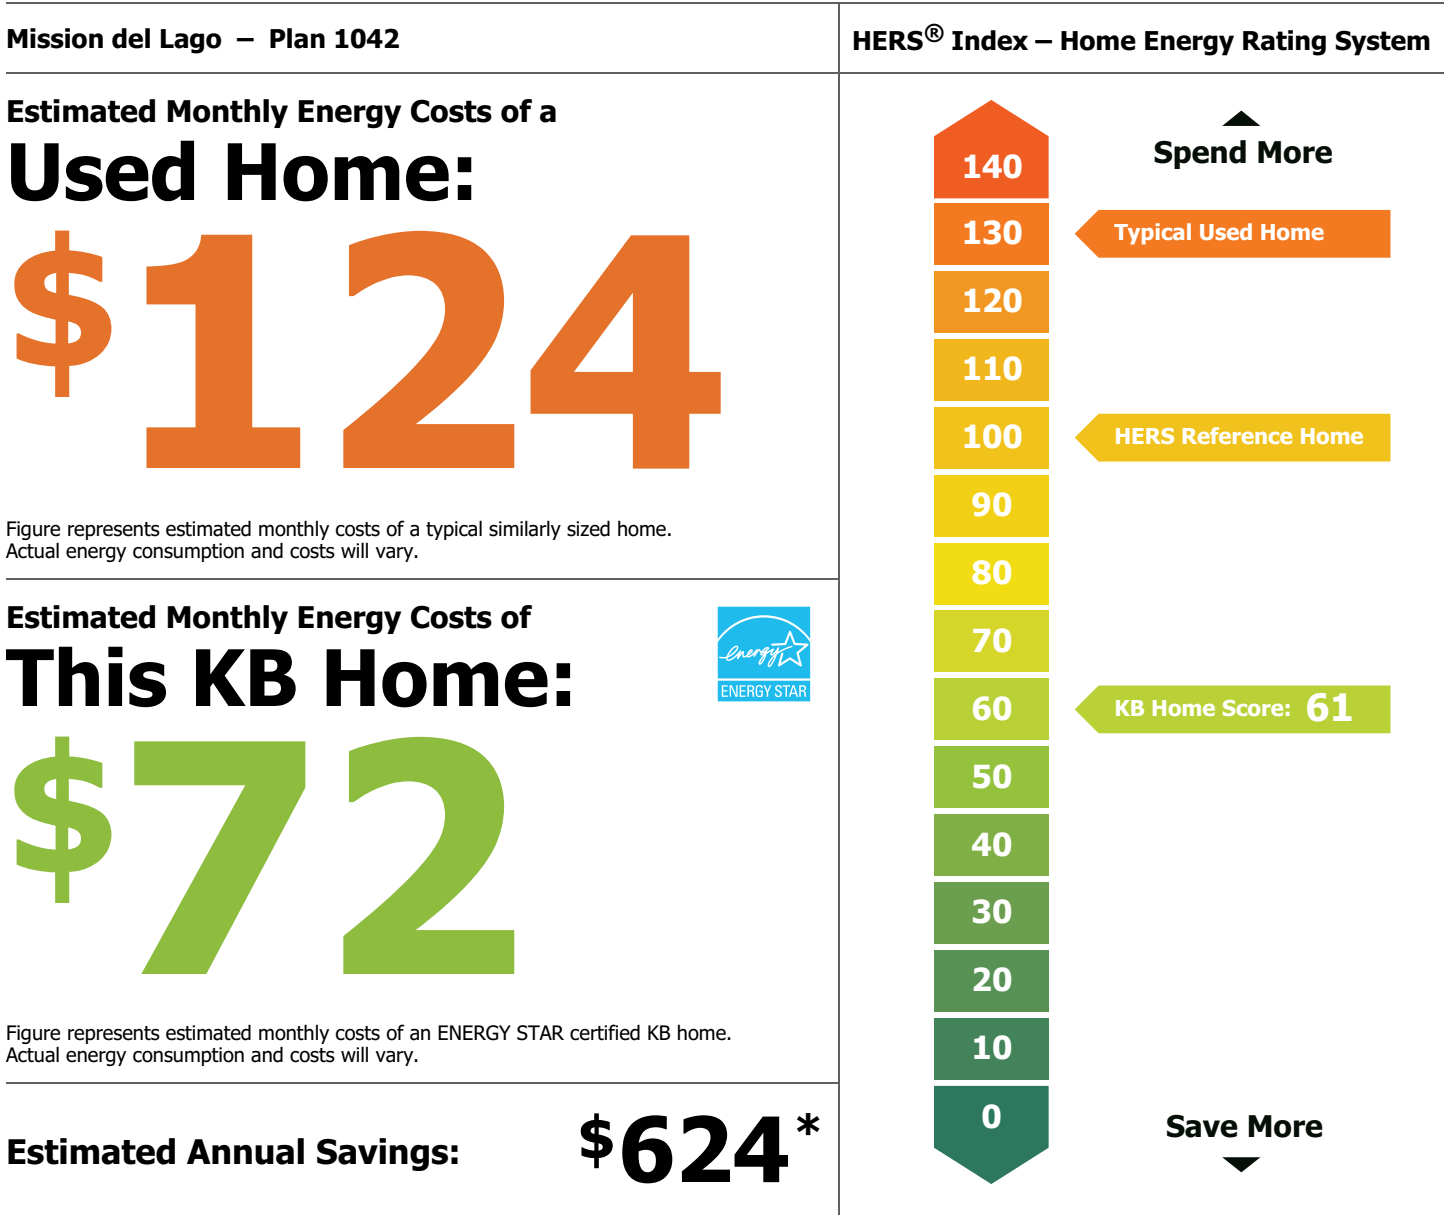 Mission del Lago – Plan 1042
Estimated Monthly Energy Costs of a
Used Home:
$124
Figure represents estimated monthly costs of a typical similarly sized home.
Actual energy consumption and costs will vary.
Estimated Monthly Energy Costs of
This KB Home:
energy
ENERGY STAR
$72
Figure represents estimated monthly costs of an ENERGY STAR certified KB home.
Actual energy consumption and costs will vary.
Estimated Annual Savings: $624*
HERS® Index – Home Energy Rating System
Spend More
140
130 Typical Used Home
120
110
100 HERS Reference Home
90
80
70
60 KB Home Score: 61
50
40
30
20
10
0
Save More